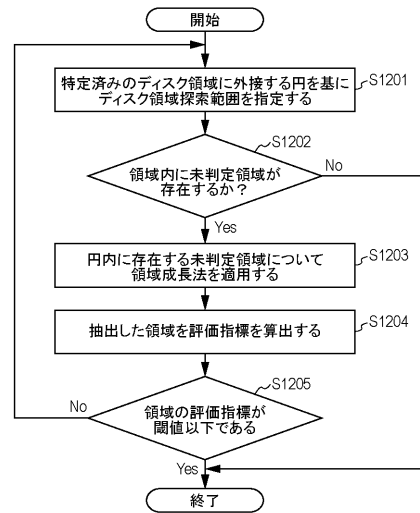 開始
特定済みのディスク領域に外接する円を基に
ディスク領域探索範囲を指定する
S1201
S1202
領域内に未判定領域が
存在するか?
No
Yes
円内に存在する未判定領域について
領域成長法を適用する
S1203
抽出した領域を評価指標を算出する
S1204
S1205
領域の評価指標が
閾値以下である
No
Yes
終了